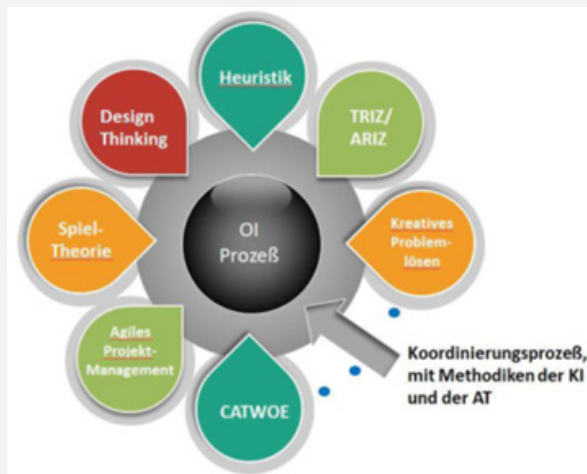 Heuristik
Design
Thinking
TRIZ/
ARIZ
Spiel-
Theorie
OI
Prozeß
Kreatives
Problem-
lösen
Agiles
Projekt-
Management
CATWOE
Koordinierungsprozeß,
mit Methodiken der KI
und der AT